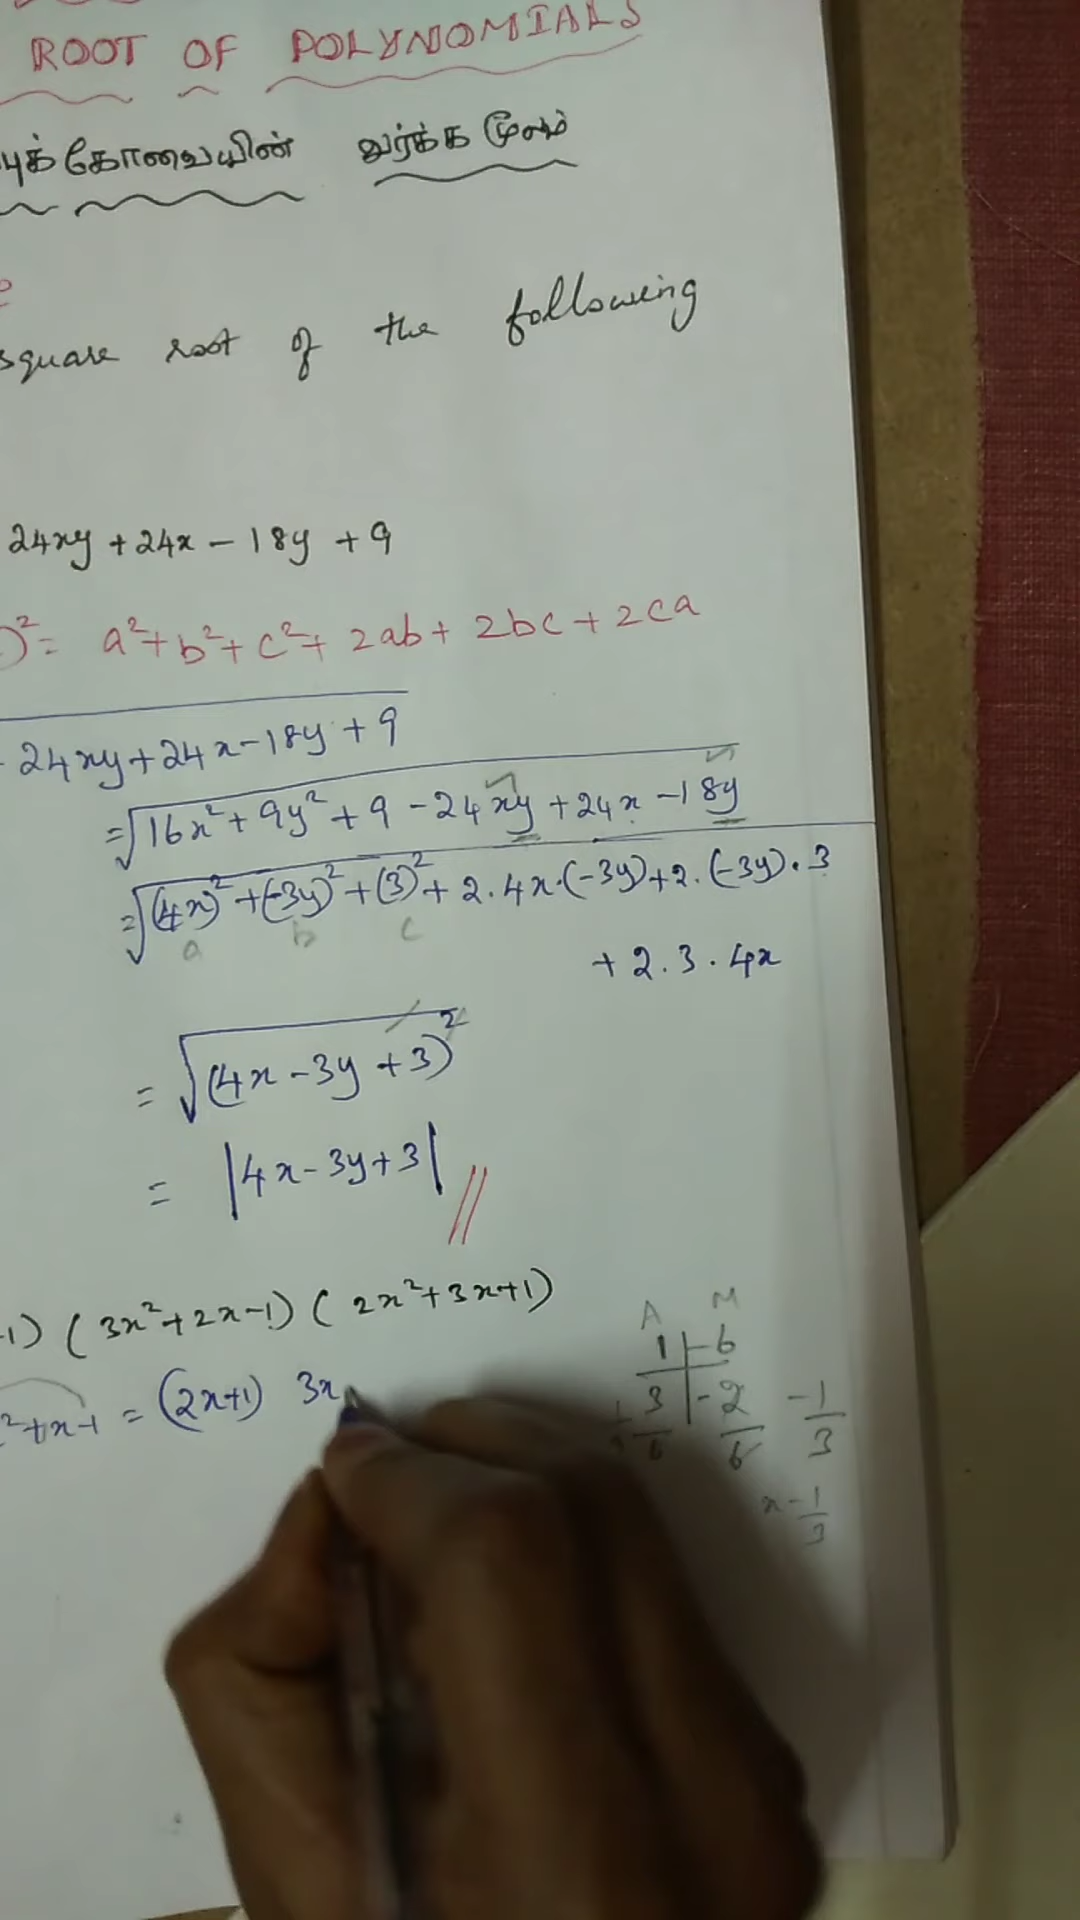 ROOT OF POLYNOMIALS
புக்கோவையின் வர்க்க மூலம்
square root of the following
24xy + 24x - 18y + 9
)² = a² + b² + c² + 2ab + 2bc + 2ca
- 24xy + 24x - 18y + 9
= √16x² + 9y² + 9 - 24xy + 24x - 18y
= √(4x)² + (-3y)² + (3)² + 2.4x.(-3y) + 2.(-3y).3
a b c
+ 2.3.4x
= √(4x - 3y + 3)²
= |4x - 3y + 3| //
-1) (3x² + 2x - 1) (2x² + 3x + 1)
A M
1 -6
² + x - 1 = (2x+1) 3x
3/6 -2/6 -1/3
x - 1/3